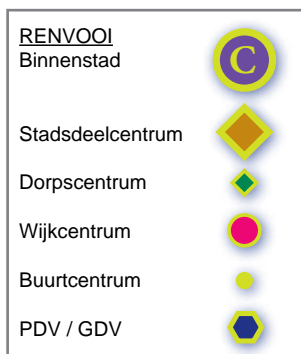 RENVOOI
Binnenstad
C
Stadsdeelcentrum
Dorpscentrum
Wijkcentrum
Buurtcentrum
PDV / GDV